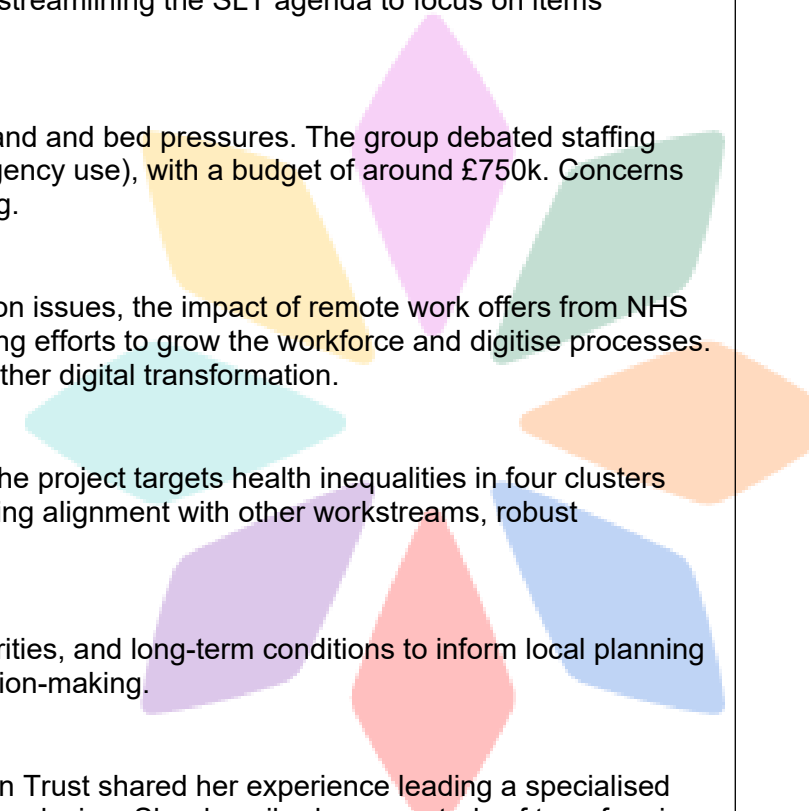 streamlining the SLT agenda to focus on items
and and bed pressures. The group debated staffing
gency use), with a budget of around £750k. Concerns
g.
on issues, the impact of remote work offers from NHS
ng efforts to grow the workforce and digitise processes.
ther digital transformation.
he project targets health inequalities in four clusters
ing alignment with other workstreams, robust
rities, and long-term conditions to inform local planning
ion-making.
n Trust shared her experience leading a specialised